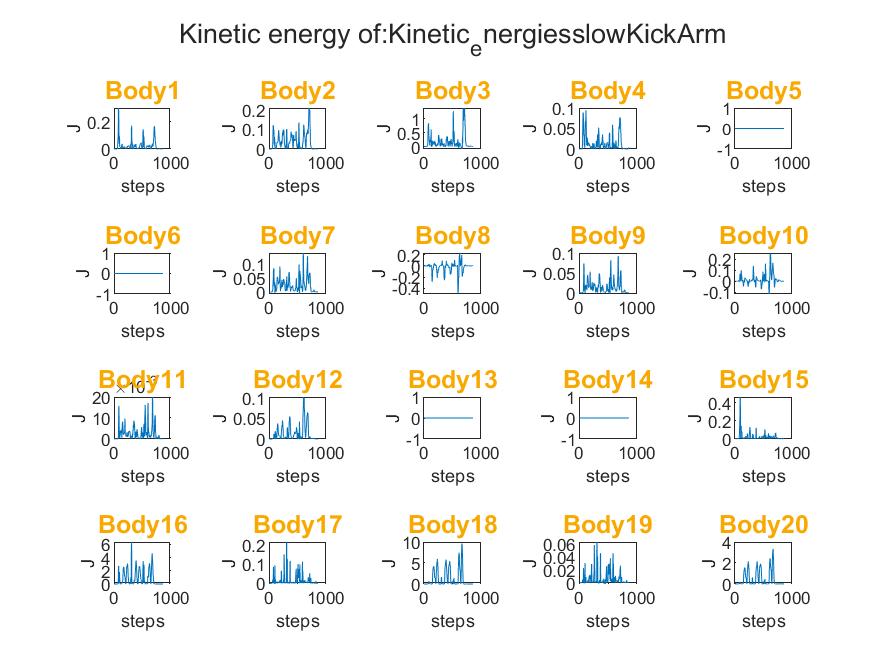 Kinetic energy of:Kinetic_energiesslowKickArm
Body1 Body2 Body3 Body4 Body5
J 0.2 0 0 1000 steps
J 0.2 0.1 0 0 1000 steps
J 1 0.5 0 0 1000 steps
J 0.1 0.05 0 0 1000 steps
J 1 0 -1 0 1000 steps
Body6 Body7 Body8 Body9 Body10
J 1 0 -1 0 1000 steps
J 0.1 0.05 0 0 1000 steps
J 0.2 0 -0.2 -0.4 0 1000 steps
J 0.1 0.05 0 0 1000 steps
J 0.2 0.1 0 -0.1 0 1000 steps
Body11 Body12 Body13 Body14 Body15
J 20 10 0 0 1000 steps
J 0.1 0.05 0 0 1000 steps
J 1 0 -1 0 1000 steps
J 1 0 -1 0 1000 steps
J 0.4 0.2 0 0 1000 steps
Body16 Body17 Body18 Body19 Body20
J 6 4 2 0 0 1000 steps
J 0.2 0.1 0 0 1000 steps
J 10 5 0 0 1000 steps
J 0.06 0.04 0.02 0 0 1000 steps
J 4 2 0 0 1000 steps